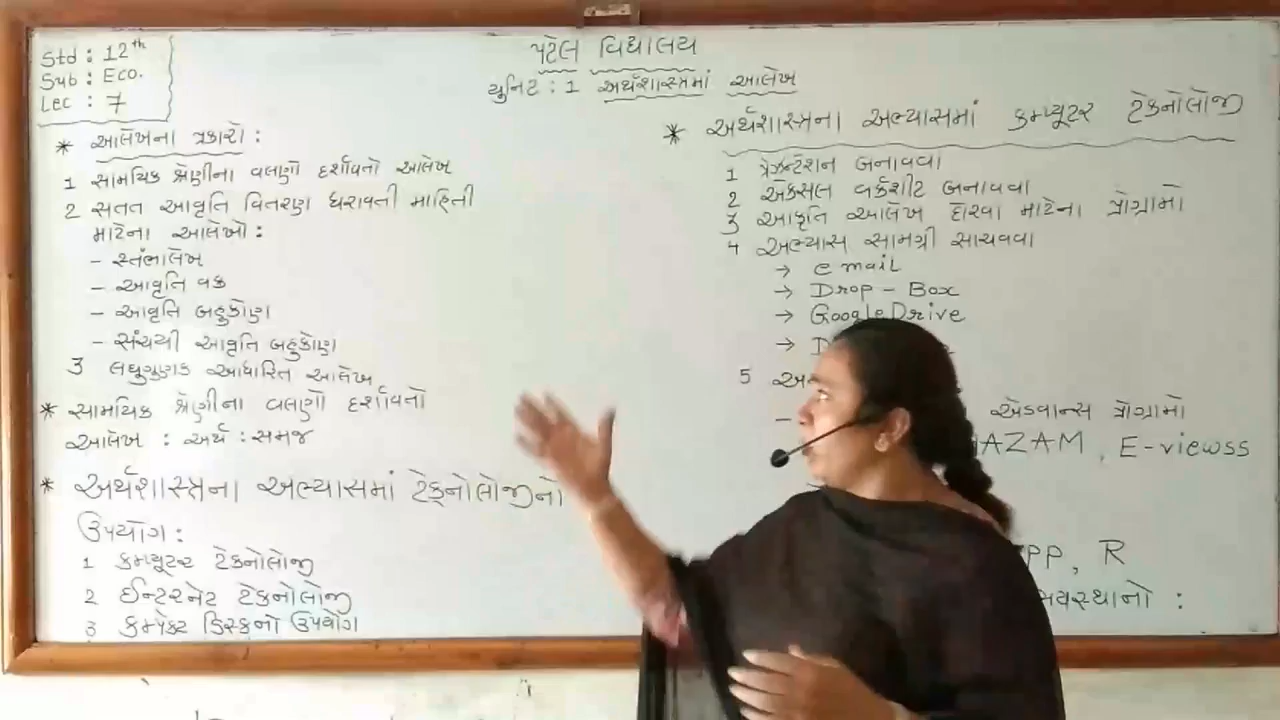 Std : 12th
Sub : Eco.
Lec : 7
પટેલ વિદ્યાલય
યુનિટ : 1 અર્થશાસ્ત્રમાં આલેખ
* આલેખના પ્રકારો :
1 સામયિક શ્રેણીના વલણો દર્શાવતો આલેખ
2 સતત આવૃતિ વિતરણ ધરાવતી માહિતી
માટેના આલેખો :
- સ્તંભાલેખ
- આવૃતિ વક્ર
- આવૃતિ બહુકોણ
- સંચયી આવૃતિ બહુકોણ
3 લઘુગુણક આધારિત આલેખ
* સામયિક શ્રેણીના વલણો દર્શાવતો
આલેખ : અર્થ : સમજ
* અર્થશાસ્ત્રના અભ્યાસમાં ટેક્નોલોજીનો
ઉપયોગ :
1 કમ્પ્યૂટર ટેકનોલોજી
2 ઈન્ટરનેટ ટેકનોલોજી
3 કમ્પેક્ટ ડિસ્કનો ઉપયોગ
* અર્થશાસ્ત્રના અભ્યાસમાં કમ્પ્યૂટર ટેકનોલોજી
1 પ્રેઝન્ટેશન બનાવવા
2 એક્સલ વર્કશીટ બનાવવા
3 આકૃતિ આલેખ દોરવા માટેના પ્રોગ્રામો
4 અભ્યાસ સામગ્રી સાચવવા
→ e mail
→ Drop - Box
→ Google Drive
→
5
- એડવાન્સ પ્રોગ્રામો
AZAM , E-viewss
PP, R